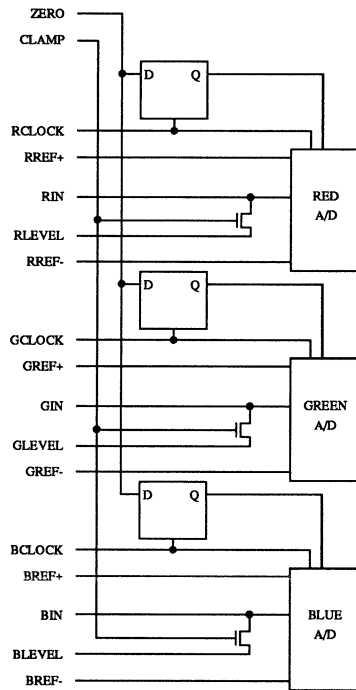 ZERO
CLAMP
D Q
RCLOCK
RREF+
RIN
RED
A/D
RLEVEL
RREF-
D Q
GCLOCK
GREF+
GIN
GREEN
A/D
GLEVEL
GREF-
D Q
BCLOCK
BREF+
BIN
BLUE
A/D
BLEVEL
BREF-